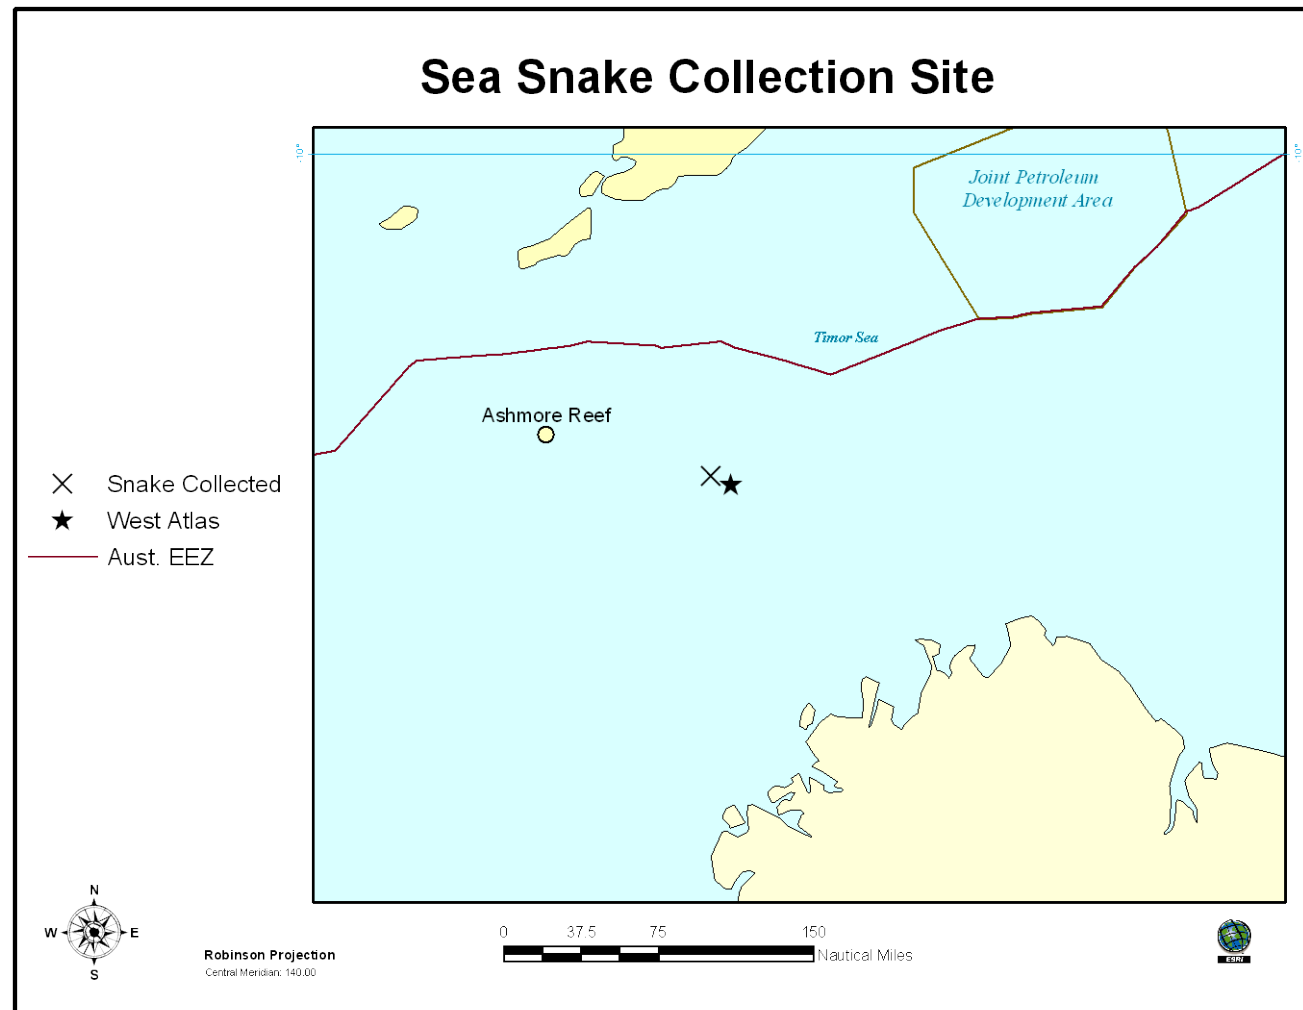 Sea Snake Collection Site
-10°
-10°
Joint Petroleum
Development Area
Timor Sea
Ashmore Reef
Snake Collected
West Atlas
Aust. EEZ
N
W
E
S
Robinson Projection
Central Meridian: 140.00
0 37.5 75 150
Nautical Miles
ESRI